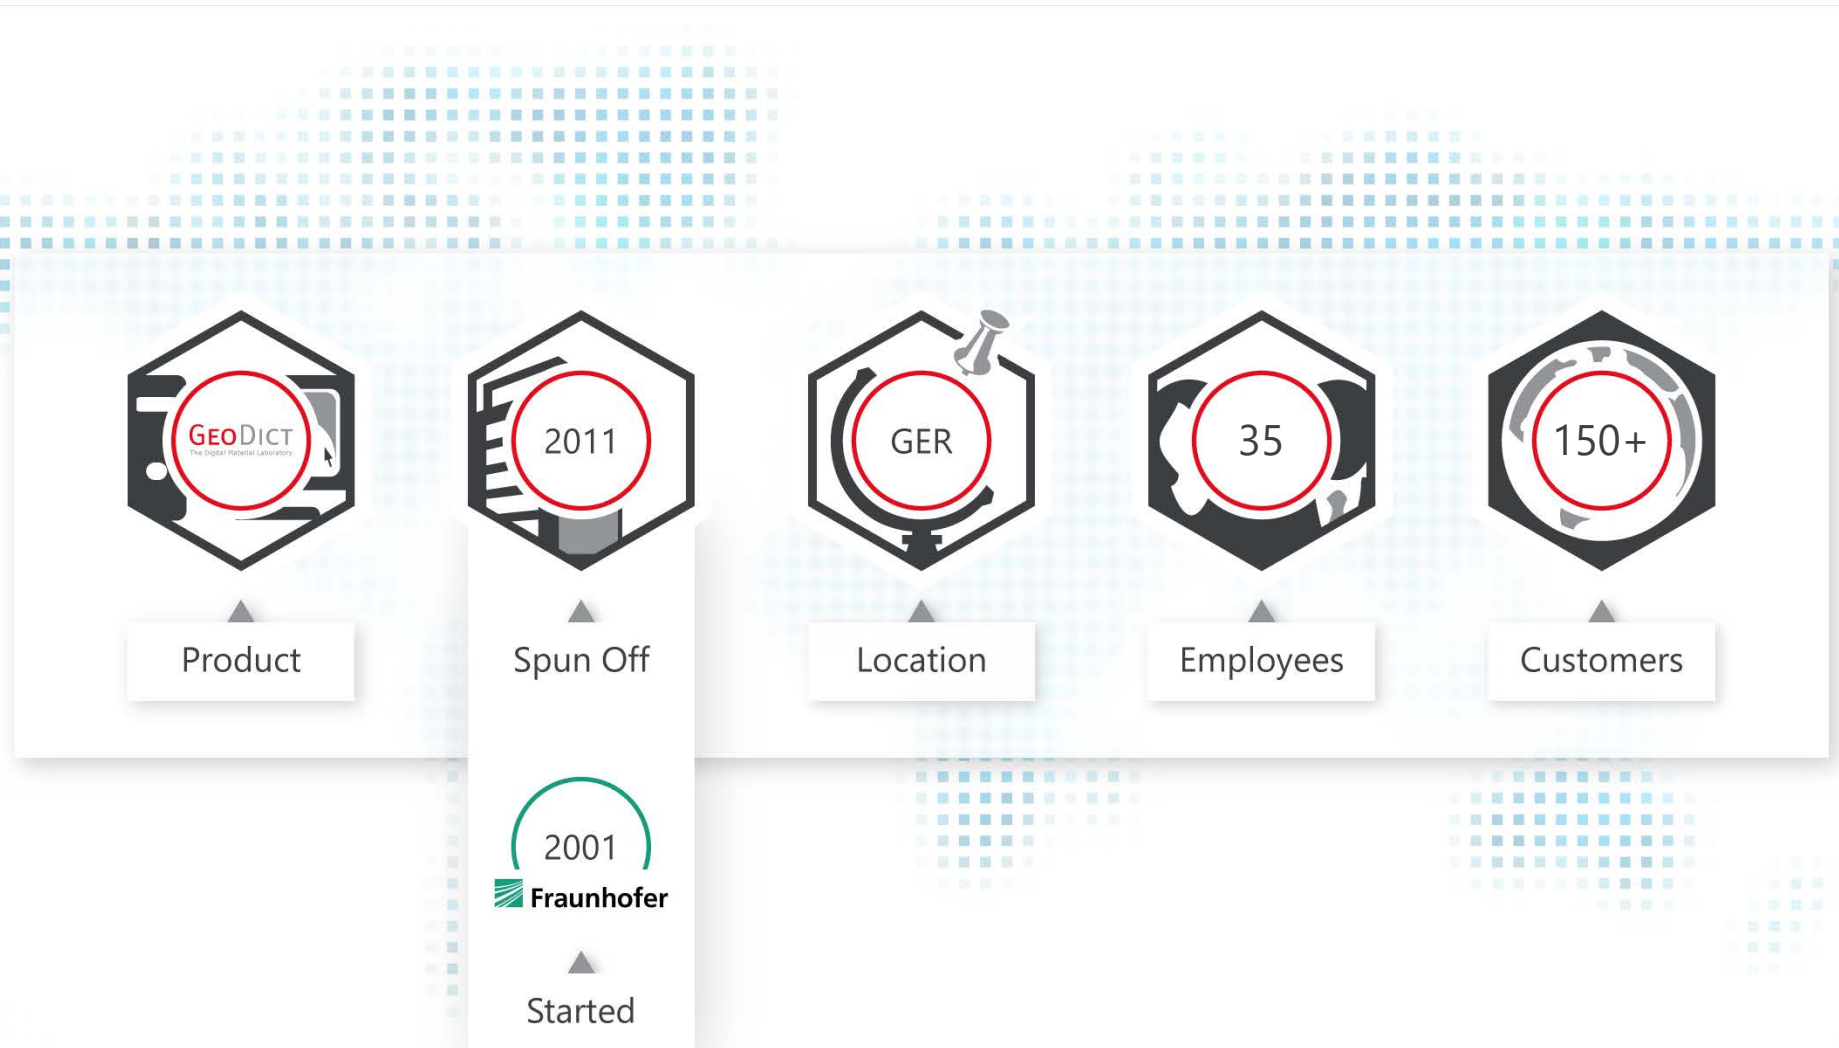 GEODICT
The Digital Material Laboratory
2011
GER
35
150+
Product
Spun Off
Location
Employees
Customers
2001
Fraunhofer
Started